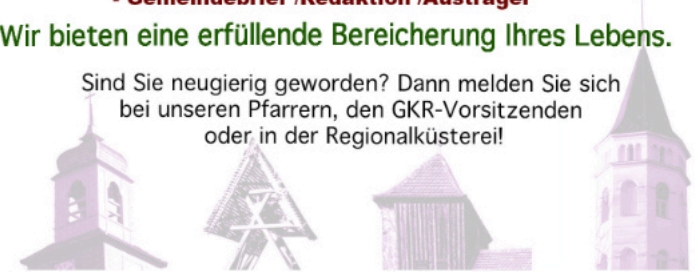 - Gemeindebrief /Redaktion /Austräger
Wir bieten eine erfüllende Bereicherung Ihres Lebens.
Sind Sie neugierig geworden? Dann melden Sie sich
bei unseren Pfarrern, den GKR-Vorsitzenden
oder in der Regionalküsterei!